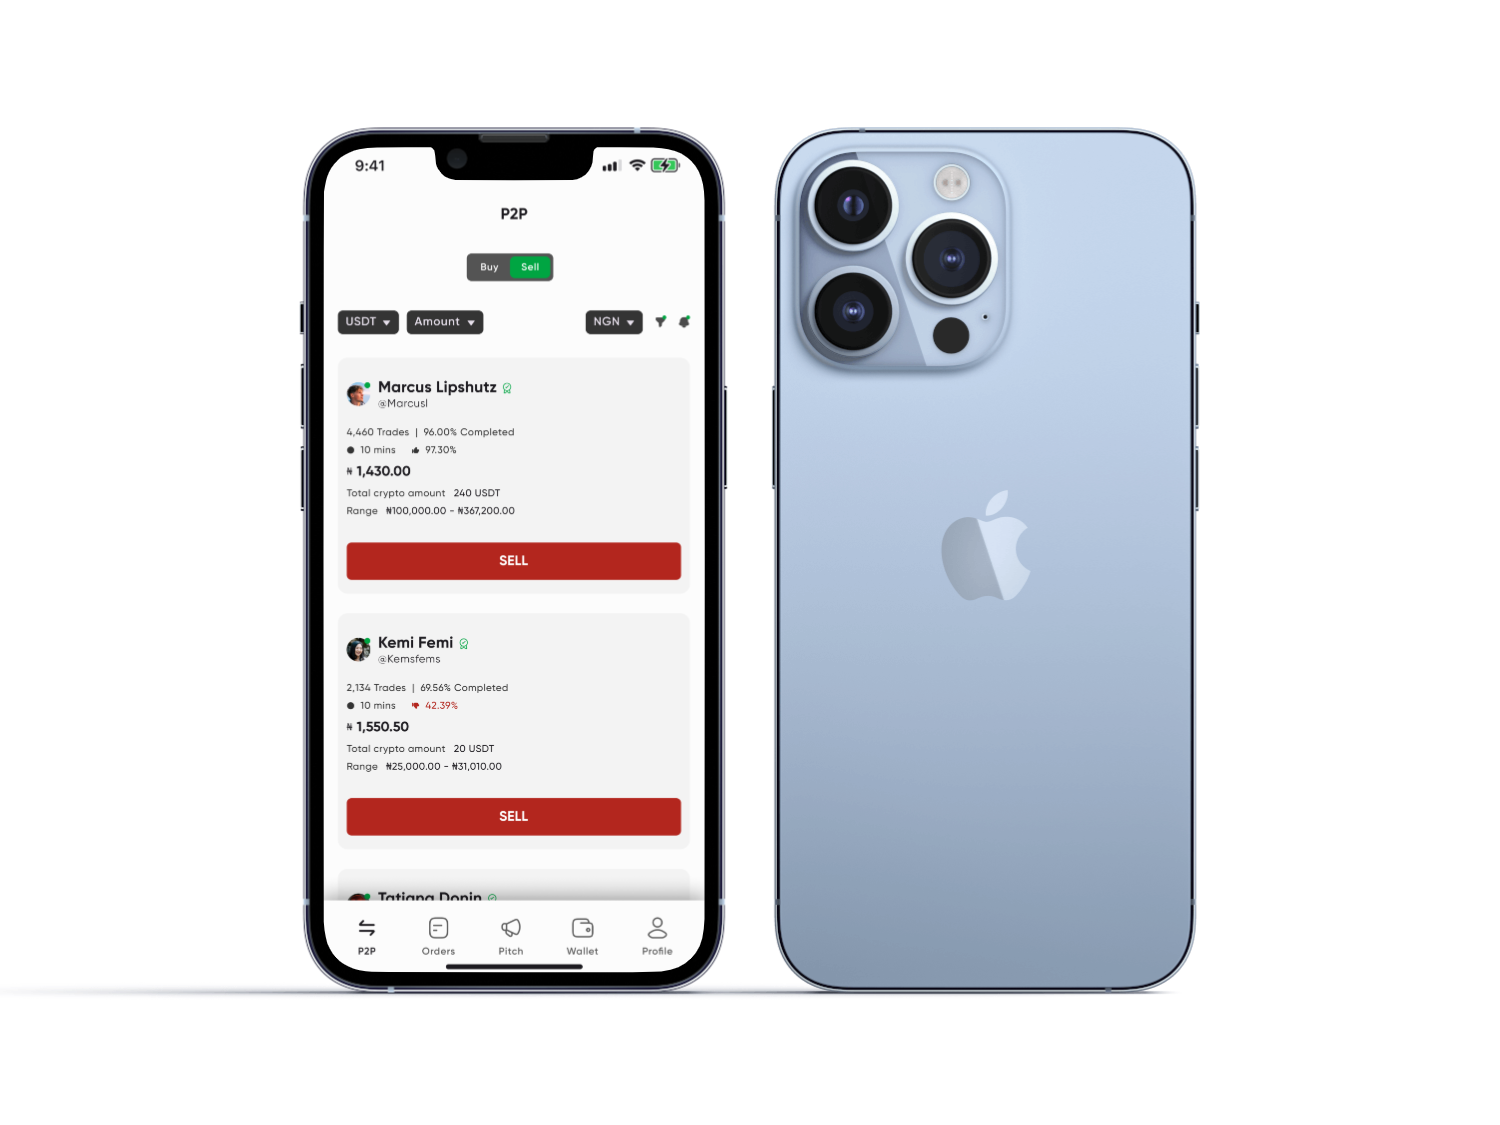 9:41
P2P
Buy Sell
USDT Amount NGN
Marcus Lipshutz
@Marcusl
4,460 Trades | 96.00% Completed
10 mins 97.30%
₦ 1,430.00
Total crypto amount 240 USDT
Range ₦100,000.00 - ₦367,200.00
SELL
Kemi Femi
@Kemsfems
2,134 Trades | 69.56% Completed
10 mins 42.39%
₦ 1,550.50
Total crypto amount 20 USDT
Range ₦25,000.00 - ₦31,010.00
SELL
Tatiana Donin
P2P Orders Pitch Wallet Profile